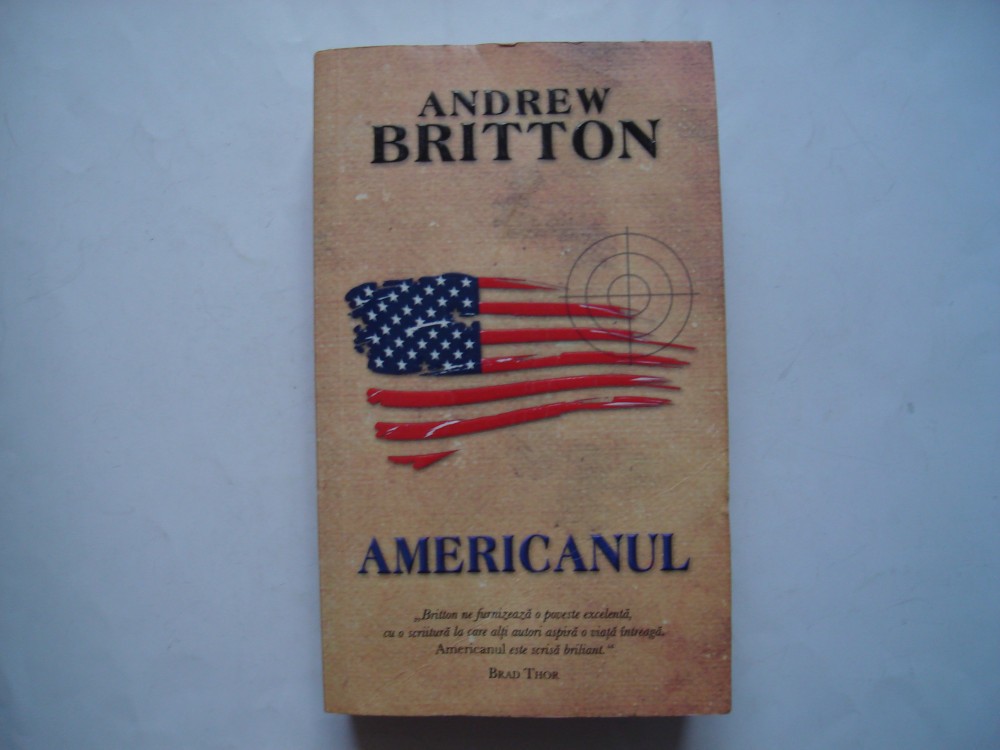 ANDREW
BRITTON
AMERICANUL
„Britton ne furnizează o poveste excelentă,
cu o scriitură la care alți autori aspiră o viață întreagă.
Americanul este scrisă briliant.“
BRAD THOR